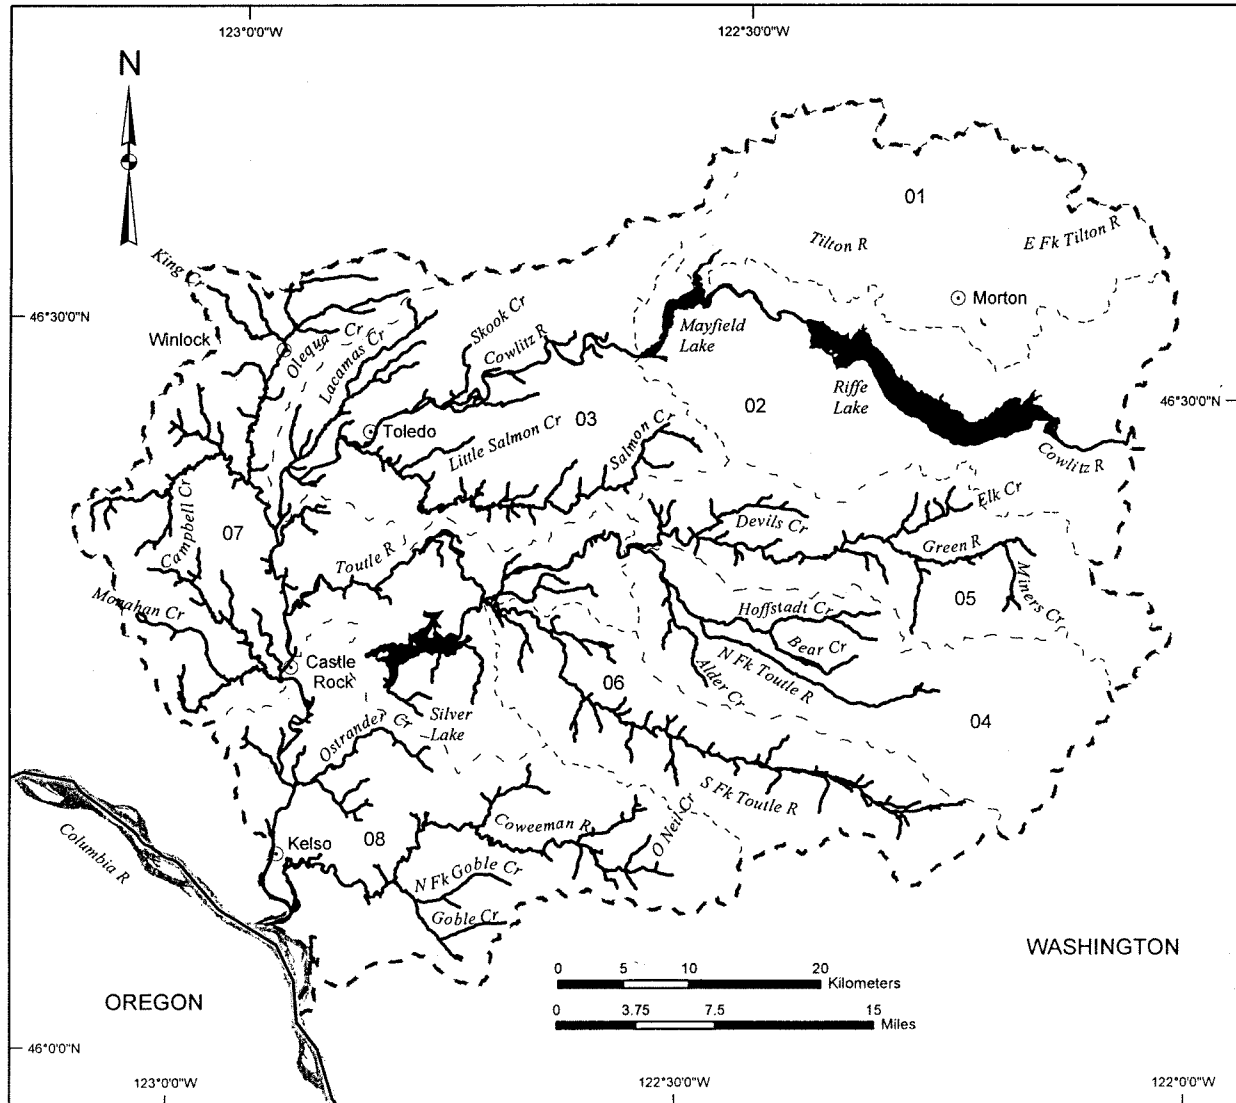 123°0'0"W
122°30'0"W
N
01
Tilton R
E Fk Tilton R
King Cr
Morton
46°30'0"N
Winlock
Olequa Cr
Lacamas Cr
Skook Cr
Cowlitz R
Mayfield
Lake
Riffe
Lake
02
46°30'0"N
Toledo
Little Salmon Cr
03
Salmon Cr
Cowlitz R
Campbell Cr
07
Toutle R
Devils Cr
Elk Cr
Green R
Miners Cr
05
Monahan Cr
Hoffstadt Cr
Bear Cr
Castle
Rock
N Fk Toutle R
Alder Cr
06
04
Silver
Lake
Ostrander Cr
S Fk Toutle R
Columbia R
Kelso
08
Coweeman R
O Neil Cr
N Fk Goble Cr
Goble Cr
WASHINGTON
OREGON
0 5 10 20
Kilometers
0 3.75 7.5 15
Miles
46°0'0"N
123°0'0"W
122°30'0"W
122°0'0"W